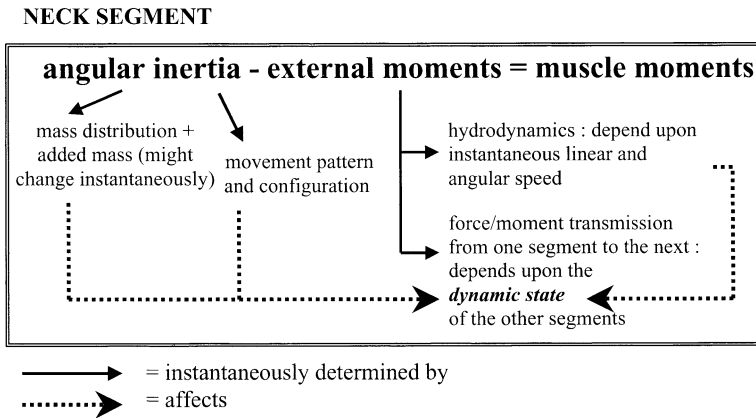 NECK SEGMENT
angular inertia - external moments = muscle moments
mass distribution +
added mass (might
change instantaneously)
movement pattern
and configuration
hydrodynamics : depend upon
instantaneous linear and
angular speed
force/moment transmission
from one segment to the next :
depends upon the
dynamic state
of the other segments
= instantaneously determined by
= affects